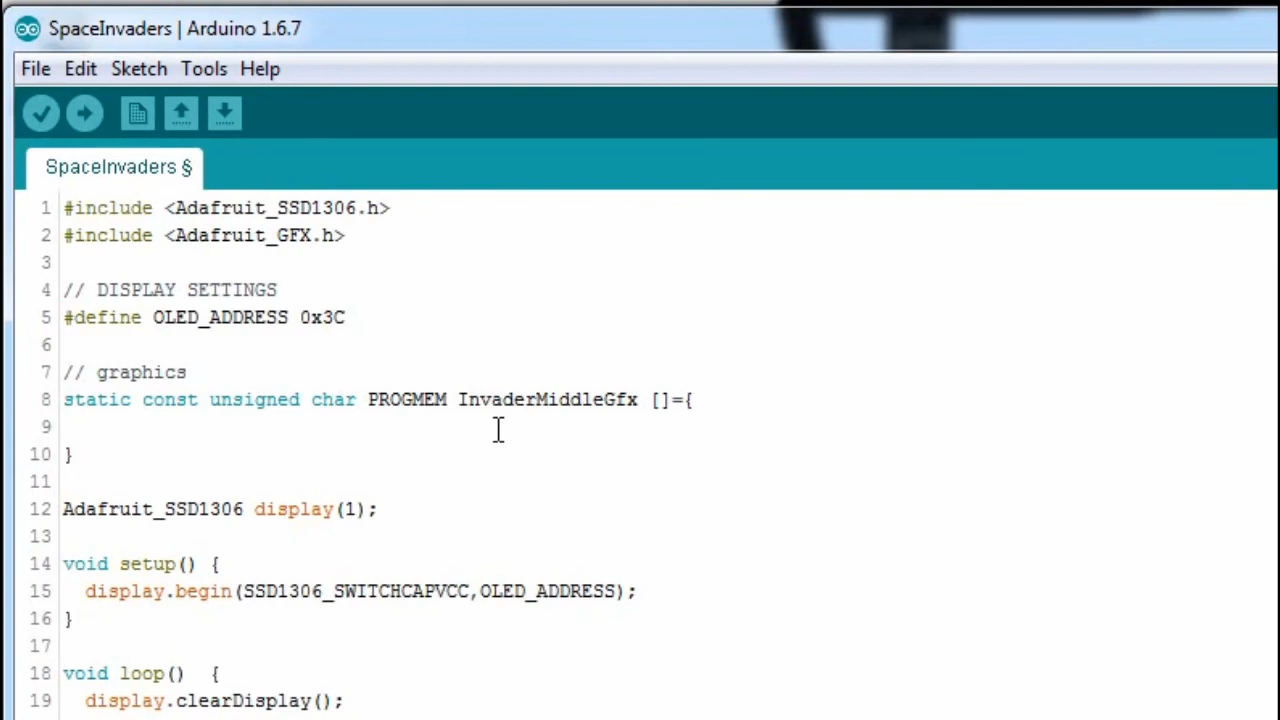 SpaceInvaders | Arduino 1.6.7
File Edit Sketch Tools Help
SpaceInvaders §
1 #include <Adafruit_SSD1306.h>
2 #include <Adafruit_GFX.h>
3
4 // DISPLAY SETTINGS
5 #define OLED_ADDRESS 0x3C
6
7 // graphics
8 static const unsigned char PROGMEM InvaderMiddleGfx []={
9
10 }
11
12 Adafruit_SSD1306 display(1);
13
14 void setup() {
15   display.begin(SSD1306_SWITCHCAPVCC,OLED_ADDRESS);
16 }
17
18 void loop()  {
19   display.clearDisplay();